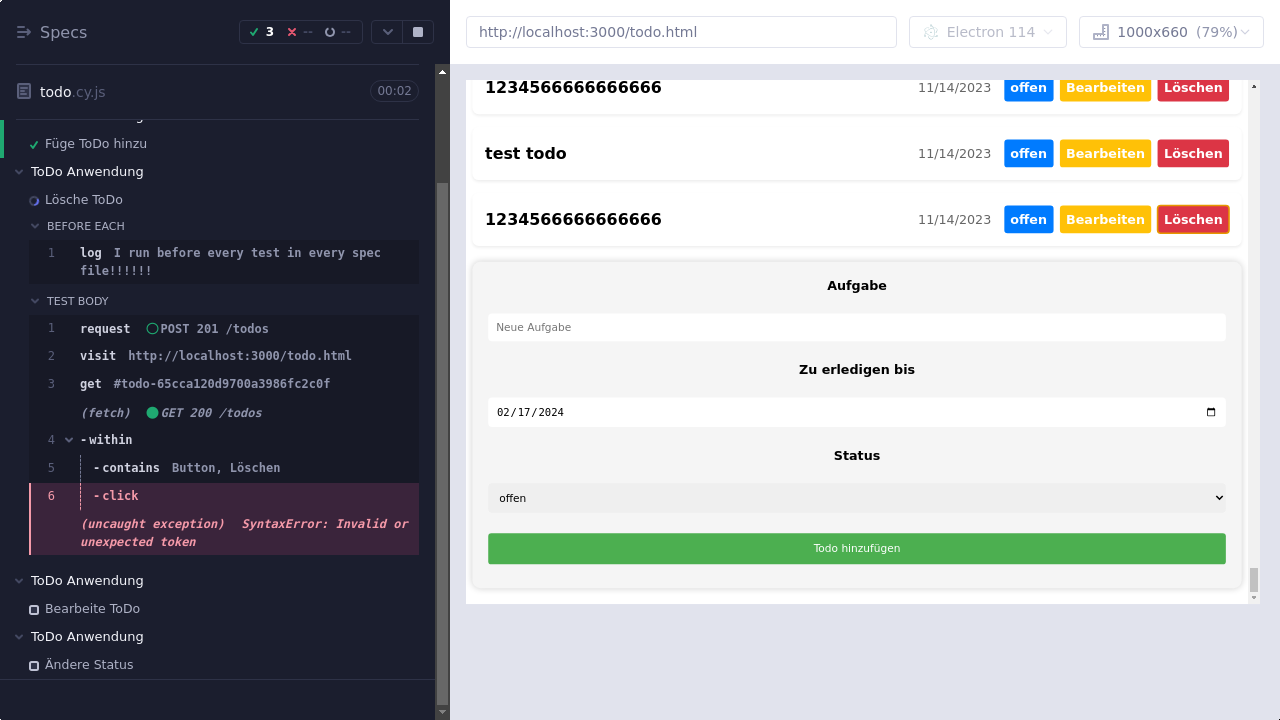 Specs
3
--
--
http://localhost:3000/todo.html
Electron 114
1000x660 (79%)
todo.cy.js
00:02
Füge ToDo hinzu
ToDo Anwendung
Lösche ToDo
BEFORE EACH
1 log I run before every test in every spec
file!!!!!!
TEST BODY
1 request POST 201 /todos
2 visit http://localhost:3000/todo.html
3 get #todo-65cca120d9700a3986fc2c0f
(fetch) GET 200 /todos
4 -within
5 -contains Button, Löschen
6 -click
(uncaught exception) SyntaxError: Invalid or
unexpected token
ToDo Anwendung
Bearbeite ToDo
ToDo Anwendung
Ändere Status
1234566666666666 11/14/2023 offen Bearbeiten Löschen
test todo 11/14/2023 offen Bearbeiten Löschen
1234566666666666 11/14/2023 offen Bearbeiten Löschen
Aufgabe
Neue Aufgabe
Zu erledigen bis
02/17/2024
Status
offen
Todo hinzufügen